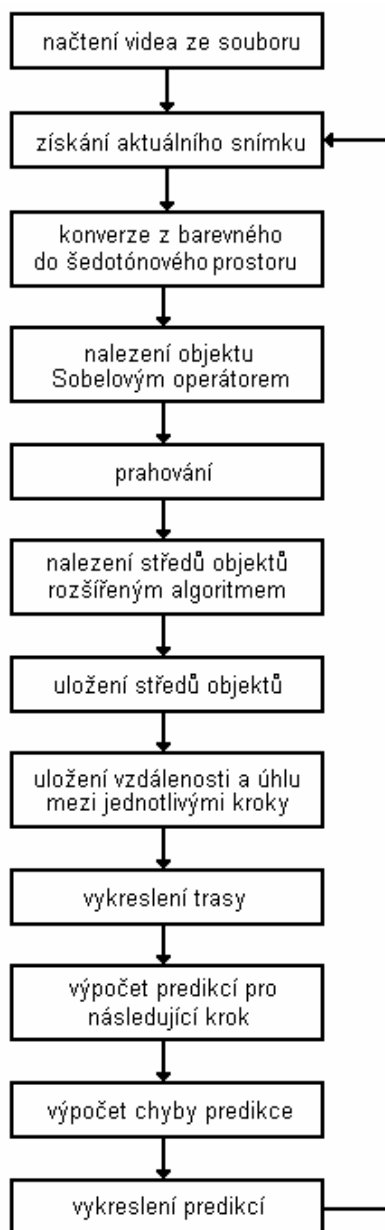 načtení videa ze souboru
získání aktuálního snímku
konverze z barevného
do šedotónového prostoru
nalezení objektu
Sobelovým operátorem
prahování
nalezení středů objektů
rozšířeným algoritmem
uložení středů objektů
uložení vzdálenosti a úhlu
mezi jednotlivými kroky
vykreslení trasy
výpočet predikcí pro
následující krok
výpočet chyby predikce
vykreslení predikcí